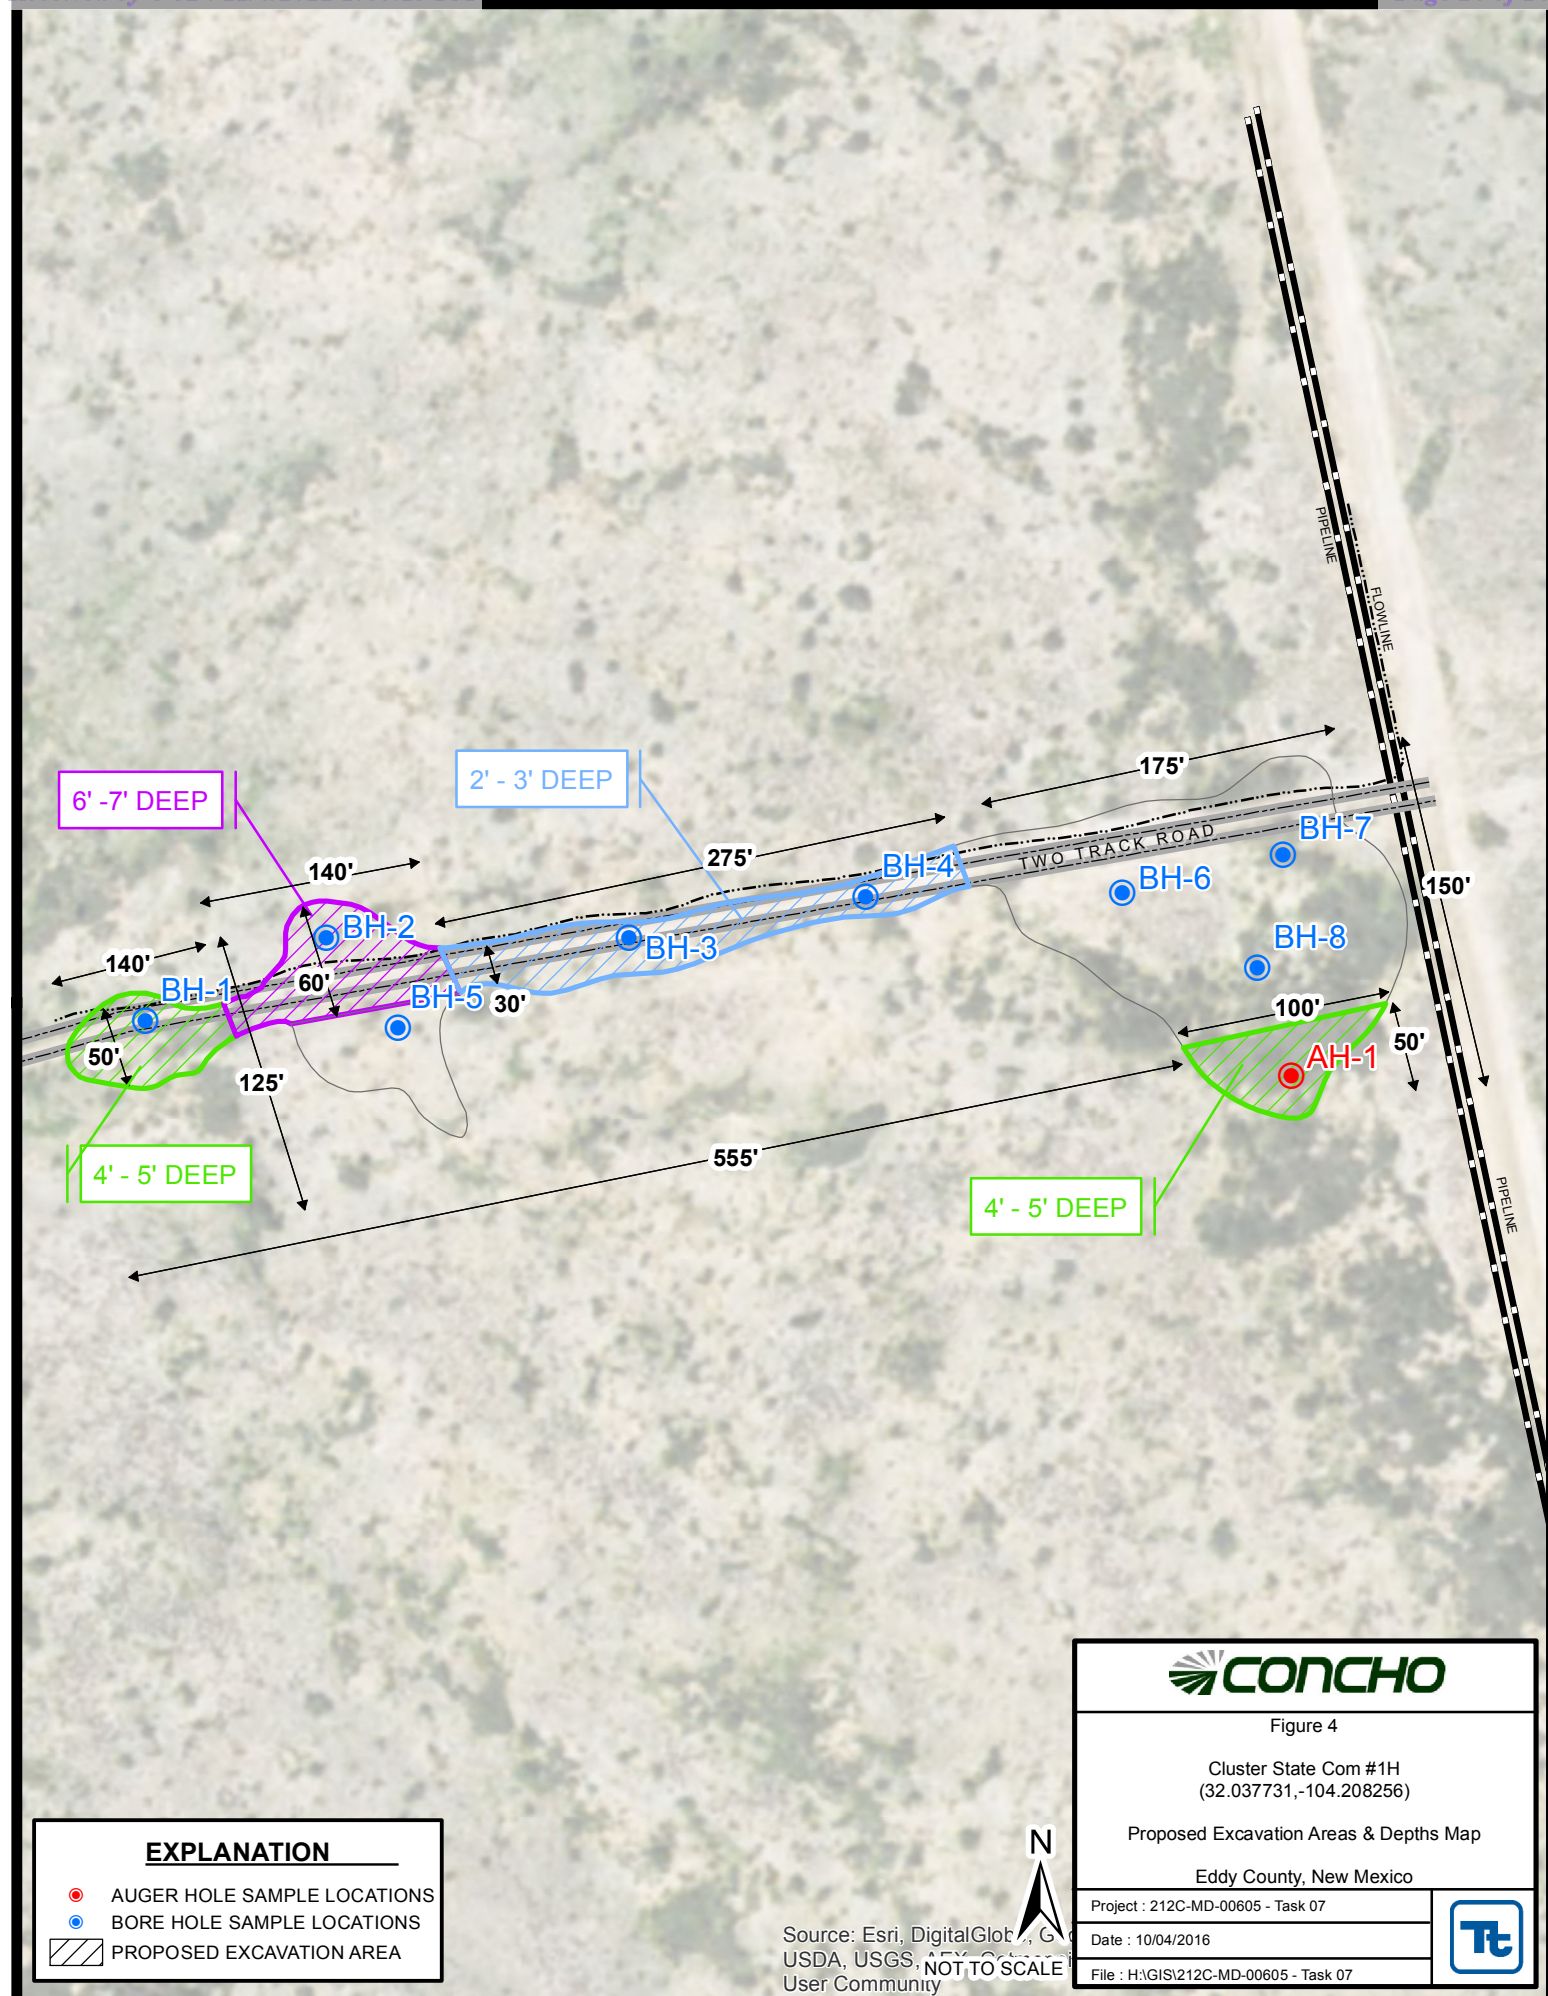 PIPELINE
FLOWLINE
175'
6' -7' DEEP
2' - 3' DEEP
TWO TRACK ROAD
BH-7
275'
140'
BH-4
BH-6
150'
BH-2
BH-3
BH-8
140'
BH-1
60'
BH-5
30'
100'
50'
50'
AH-1
125'
555'
4' - 5' DEEP
4' - 5' DEEP
PIPELINE
CONCHO
Figure 4
Cluster State Com #1H
(32.037731,-104.208256)
Proposed Excavation Areas & Depths Map
Eddy County, New Mexico
Project : 212C-MD-00605 - Task 07
Date : 10/04/2016
File : H:\GIS\212C-MD-00605 - Task 07
Tt
EXPLANATION
AUGER HOLE SAMPLE LOCATIONS
BORE HOLE SAMPLE LOCATIONS
PROPOSED EXCAVATION AREA
N
NOT TO SCALE
Source: Esri, DigitalGlobe,
USDA, USGS,
User Community